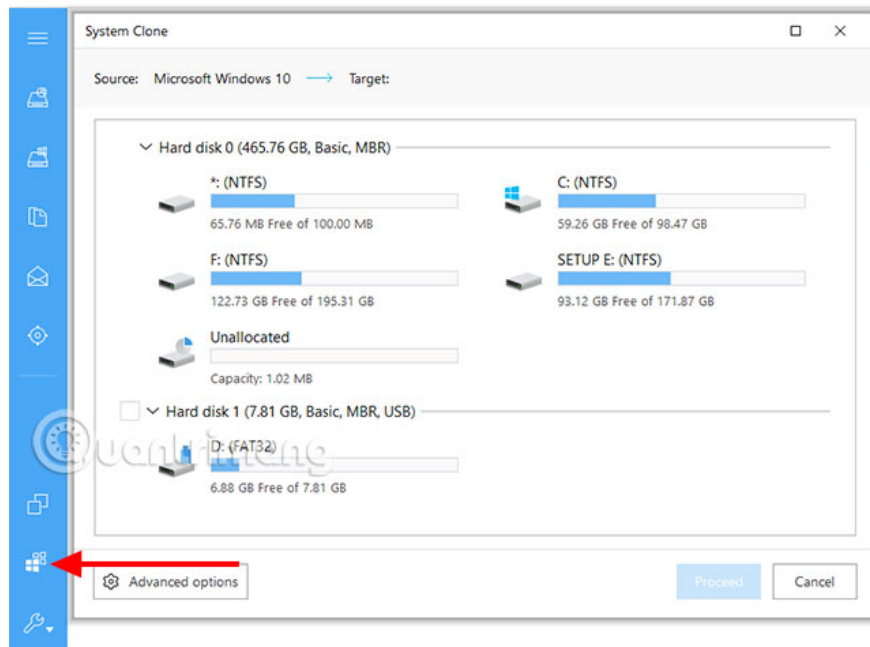 System Clone
Source: Microsoft Windows 10 Target:
Hard disk 0 (465.76 GB, Basic, MBR)
*: (NTFS)
65.76 MB Free of 100.00 MB
C: (NTFS)
59.26 GB Free of 98.47 GB
F: (NTFS)
122.73 GB Free of 195.31 GB
SETUP E: (NTFS)
93.12 GB Free of 171.87 GB
Unallocated
Capacity: 1.02 MB
Hard disk 1 (7.81 GB, Basic, MBR, USB)
D: (FAT32)
6.88 GB Free of 7.81 GB
Quantrimang
Advanced options
Proceed
Cancel